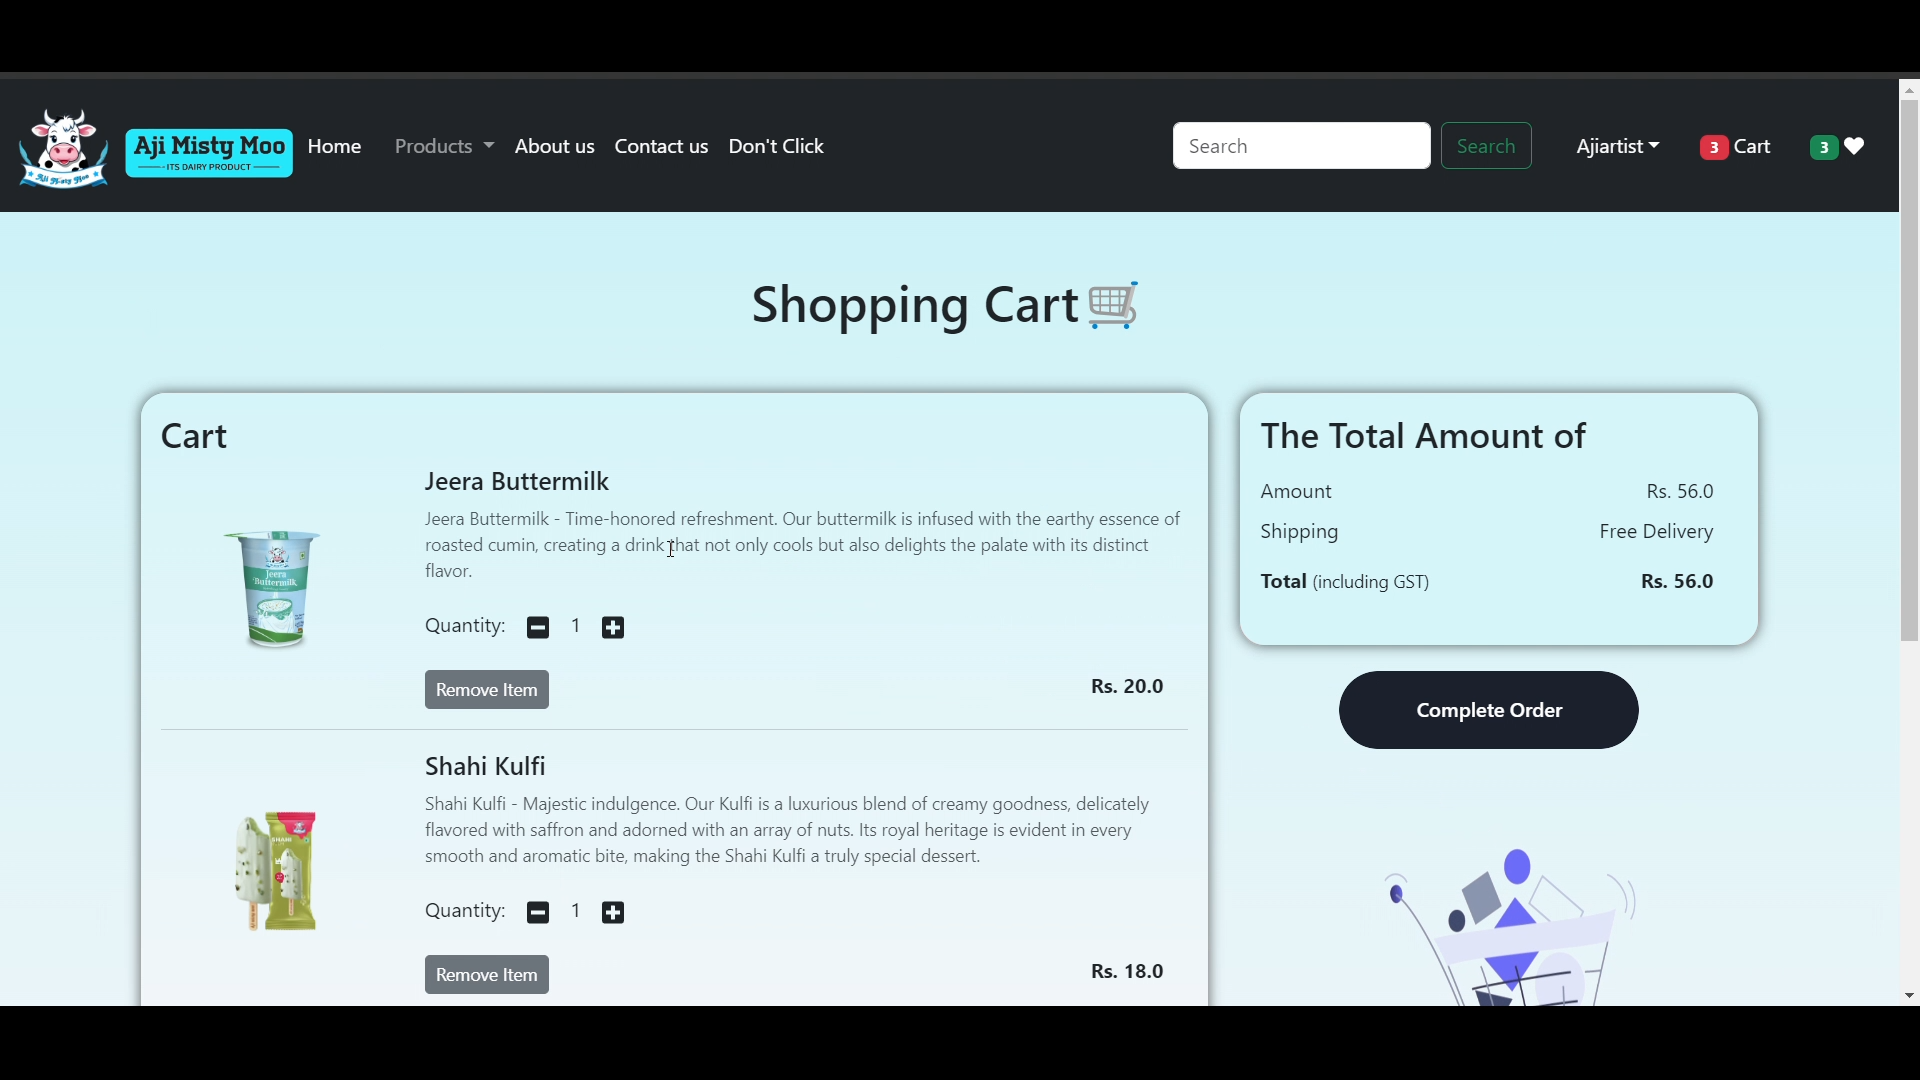 Aji Misty Moo
ITS DAIRY PRODUCT
Home
Products
About us
Contact us
Don't Click
Search
Search
Ajiartist
3 Cart
3
Shopping Cart
Cart
Jeera Buttermilk
Jeera Buttermilk - Time-honored refreshment. Our buttermilk is infused with the earthy essence of
roasted cumin, creating a drink that not only cools but also delights the palate with its distinct
flavor.
Jeera
Buttermilk
Quantity: 1
Remove Item
Rs. 20.0
Shahi Kulfi
Shahi Kulfi - Majestic indulgence. Our Kulfi is a luxurious blend of creamy goodness, delicately
flavored with saffron and adorned with an array of nuts. Its royal heritage is evident in every
smooth and aromatic bite, making the Shahi Kulfi a truly special dessert.
Quantity: 1
Remove Item
Rs. 18.0
The Total Amount of
Amount Rs. 56.0
Shipping Free Delivery
Total (including GST) Rs. 56.0
Complete Order